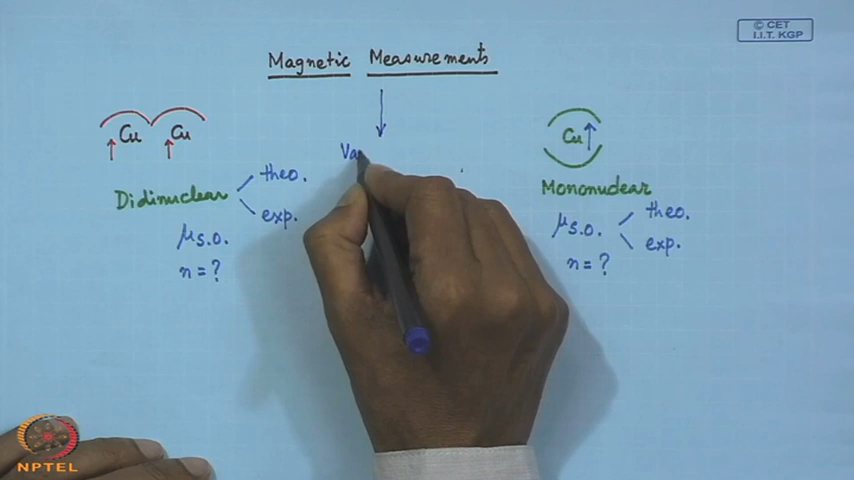 © CET
I.I.T. KGP
Magnetic Measurements
Cu Cu
Didinuclear
theo.
exp.
μs.o.
n = ?
Va
Cu
Mononuclear
μs.o.
theo.
exp.
n = ?
NPTEL